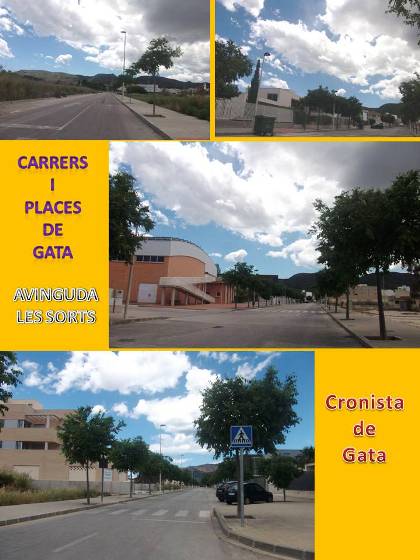 CARRERS
I
PLACES
DE
GATA
AVINGUDA
LES SORTS
Cronista
de
Gata